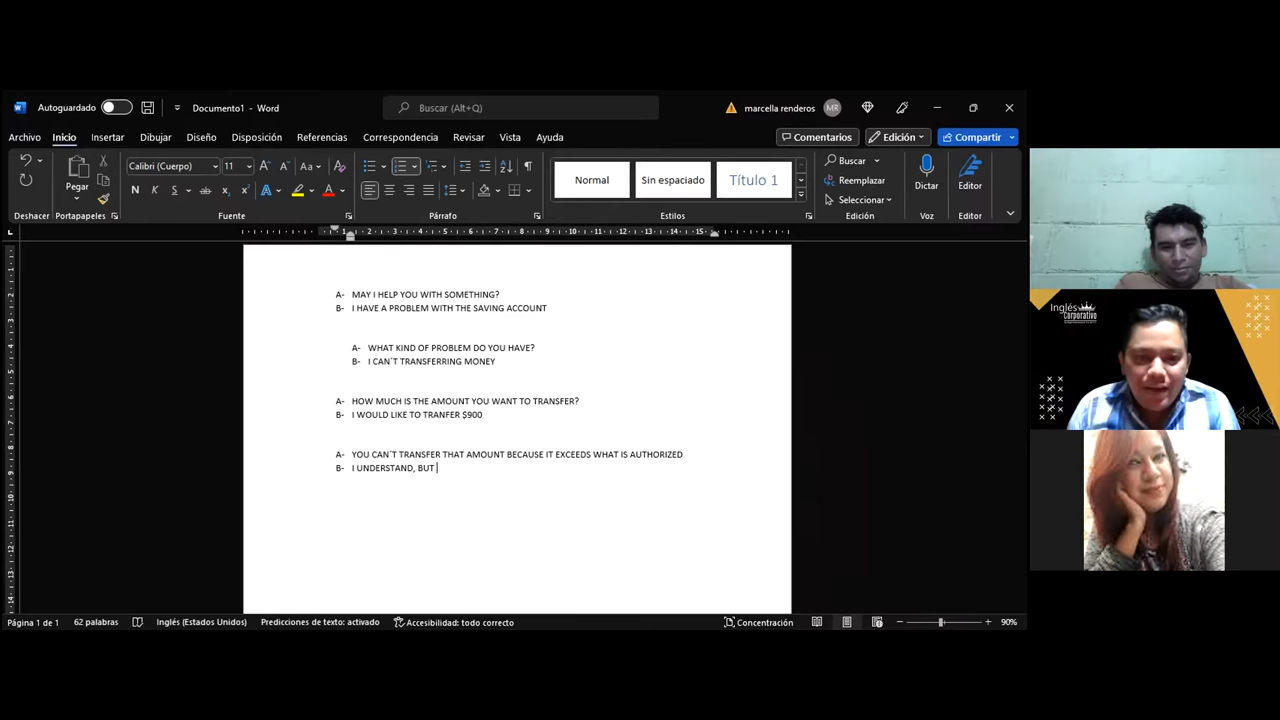 Autoguardado
Documento1 - Word
Buscar (Alt+Q)
marcella renderos
MR
Archivo
Inicio
Insertar
Dibujar
Diseño
Disposición
Referencias
Correspondencia
Revisar
Vista
Ayuda
Comentarios
Edición
Compartir
Pegar
Calibri (Cuerpo)
11
Normal
Sin espaciado
Título 1
Buscar
Reemplazar
Seleccionar
Dictar
Editor
Deshacer
Portapapeles
Fuente
Párrafo
Estilos
Edición
Voz
Editor
A- MAY I HELP YOU WITH SOMETHING?
B- I HAVE A PROBLEM WITH THE SAVING ACCOUNT
A- WHAT KIND OF PROBLEM DO YOU HAVE?
B- I CAN´T TRANSFERRING MONEY
A- HOW MUCH IS THE AMOUNT YOU WANT TO TRANSFER?
B- I WOULD LIKE TO TRANFER $900
A- YOU CAN´T TRANSFER THAT AMOUNT BECAUSE IT EXCEEDS WHAT IS AUTHORIZED
B- I UNDERSTAND, BUT
Página 1 de 1
62 palabras
Inglés (Estados Unidos)
Predicciones de texto: activado
Accesibilidad: todo correcto
Concentración
90%
Inglés
Corporativo